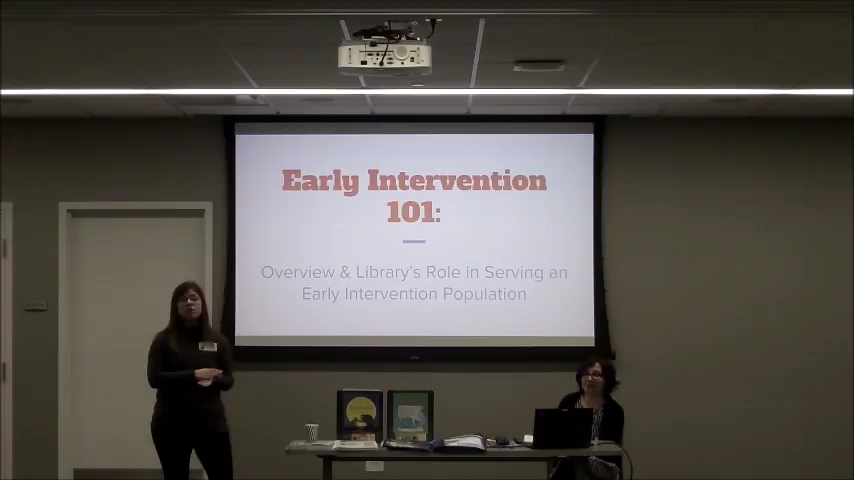 Early Intervention
101:
Overview & Library's Role in Serving an
Early Intervention Population